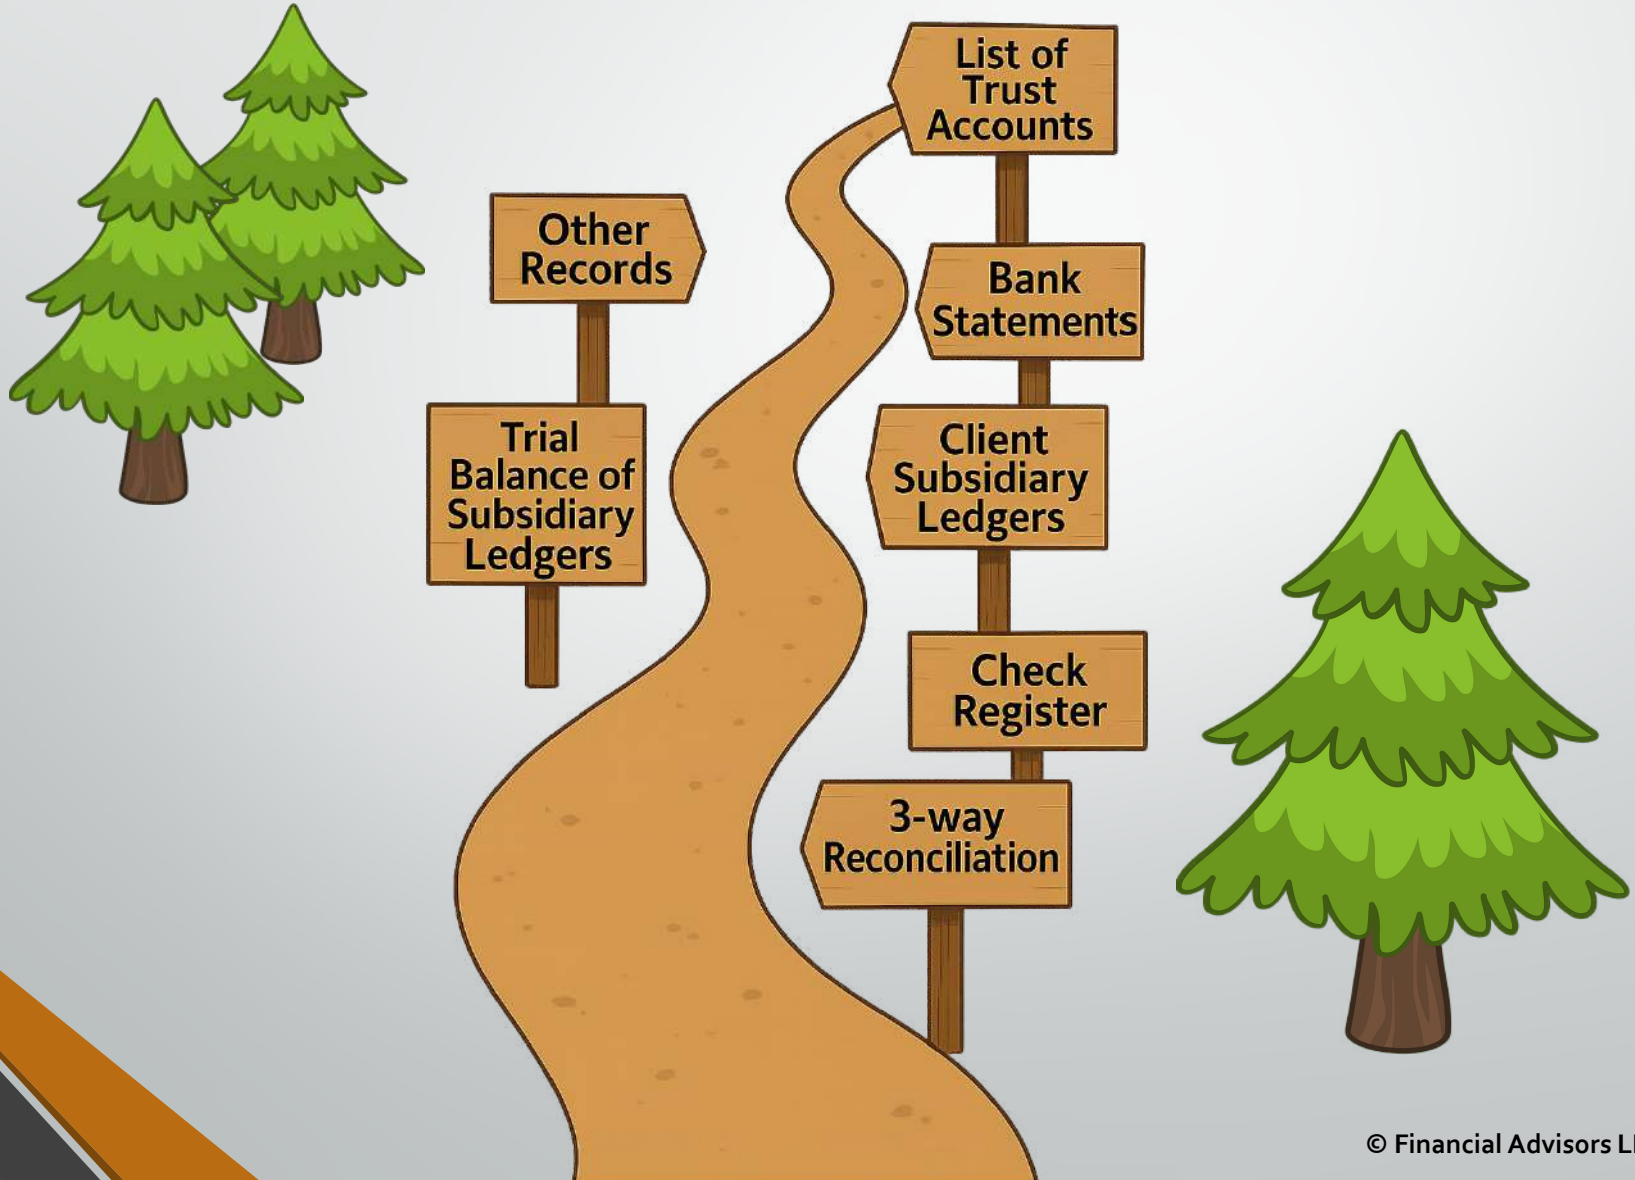 List of
Trust
Accounts
Other
Records
Bank
Statements
Trial
Balance of
Subsidiary
Ledgers
Client
Subsidiary
Ledgers
Check
Register
3-way
Reconciliation
© Financial Advisors